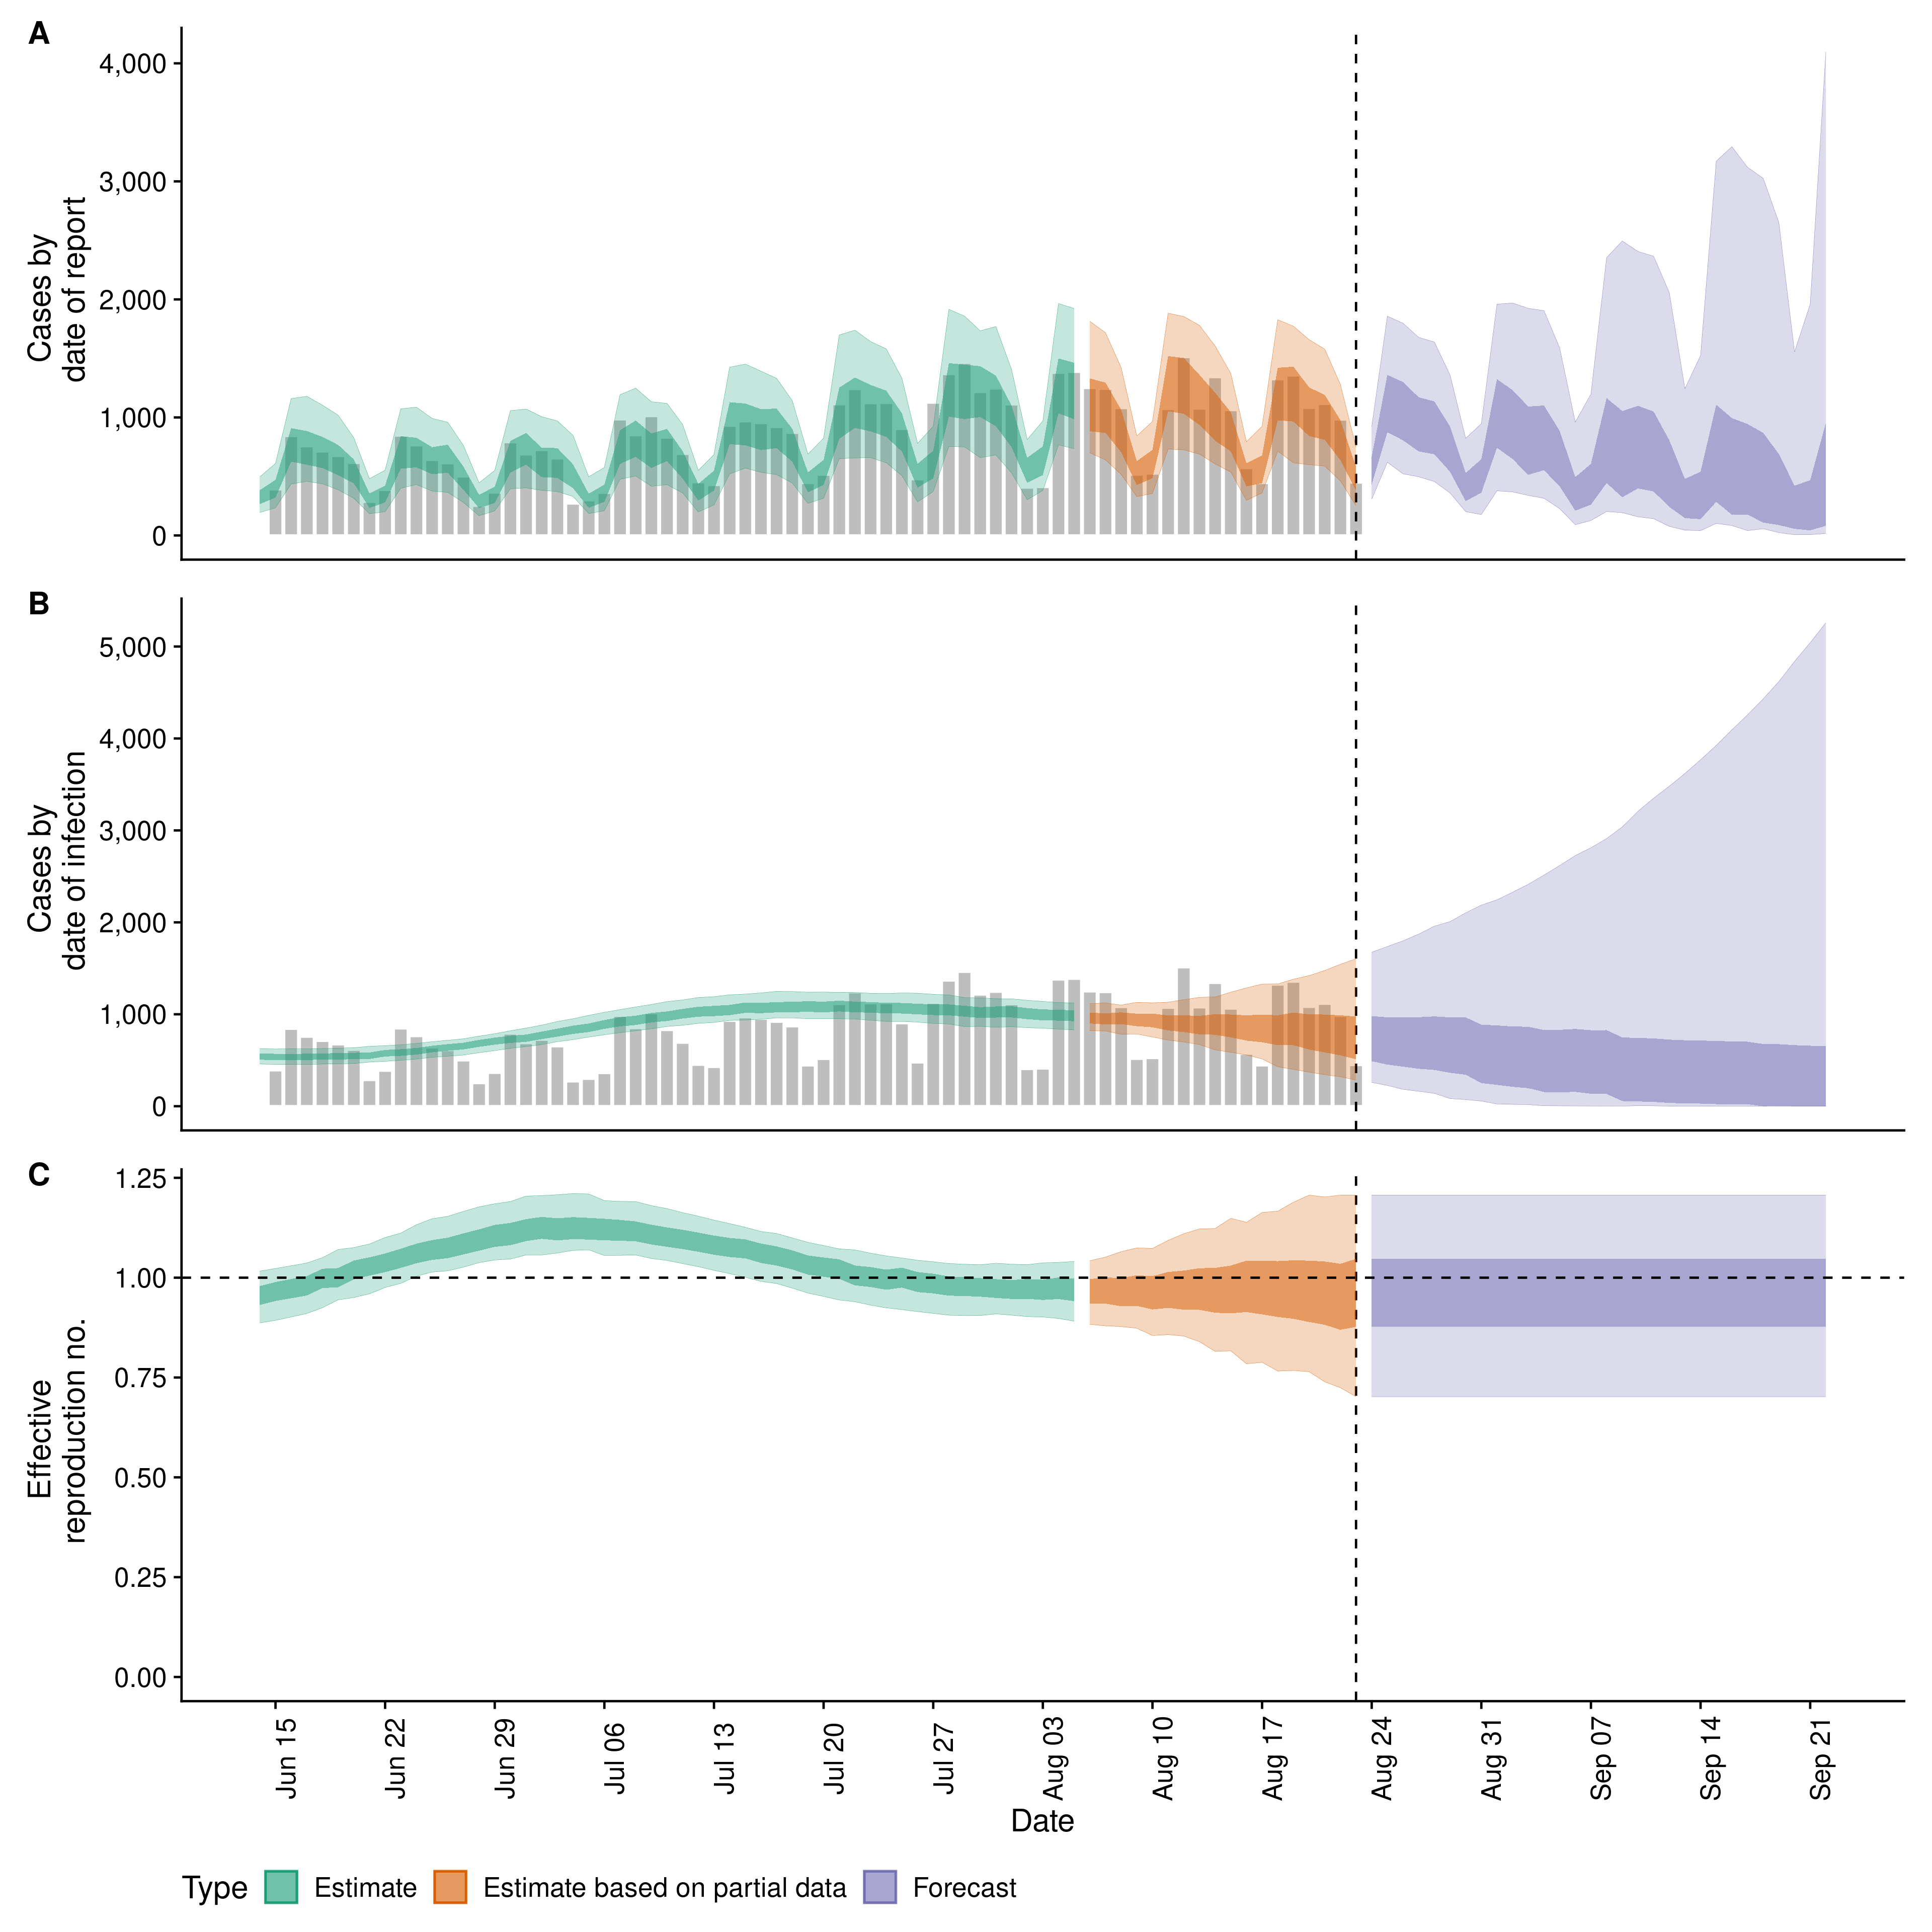 A
4,000
3,000
2,000
1,000
0
Cases by
date of report
B
5,000
4,000
3,000
2,000
1,000
0
Cases by
date of infection
C
1.25
1.00
0.75
0.50
0.25
0.00
Effective
reproduction no.
Jun 15
Jun 22
Jun 29
Jul 06
Jul 13
Jul 20
Jul 27
Aug 03
Aug 10
Aug 17
Aug 24
Aug 31
Sep 07
Sep 14
Sep 21
Date
Type Estimate Estimate based on partial data Forecast